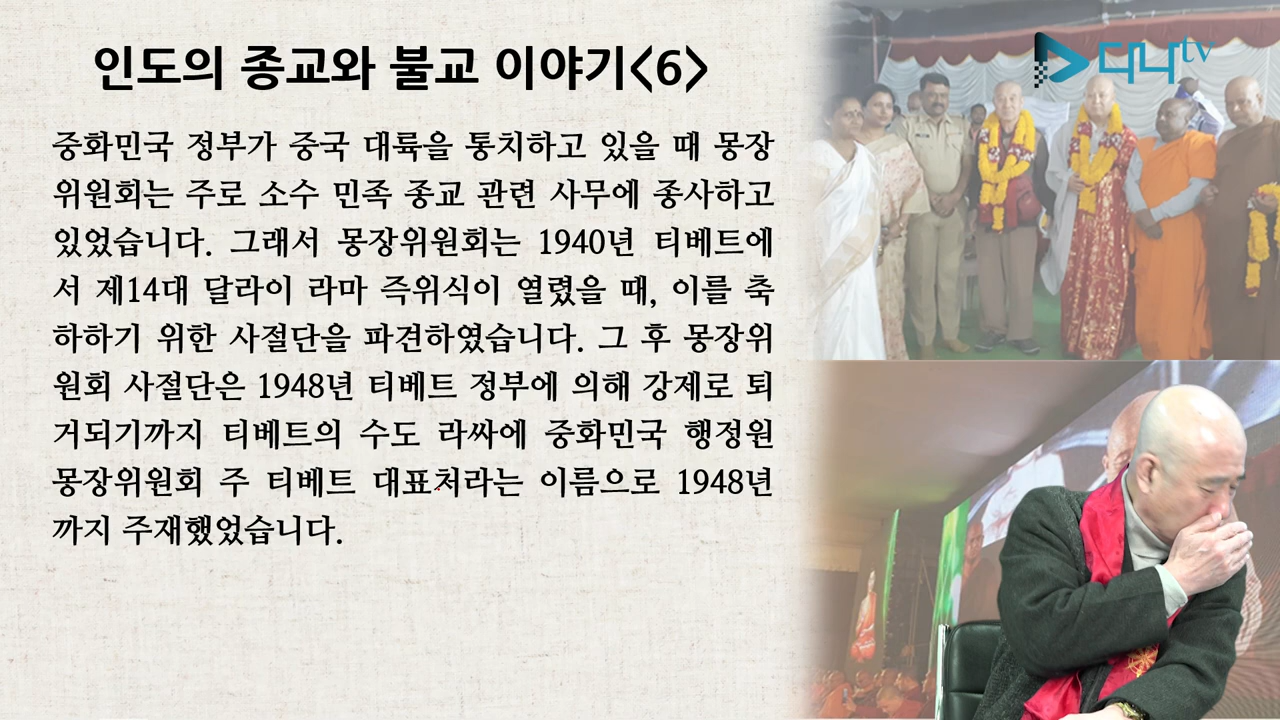 인도의 종교와 불교 이야기<6>
다나tv
중화민국 정부가 중국 대륙을 통치하고 있을 때 몽장
위원회는 주로 소수 민족 종교 관련 사무에 종사하고
있었습니다. 그래서 몽장위원회는 1940년 티베트에
서 제14대 달라이 라마 즉위식이 열렸을 때, 이를 축
하하기 위한 사절단을 파견하였습니다. 그 후 몽장위
원회 사절단은 1948년 티베트 정부에 의해 강제로 퇴
거되기까지 티베트의 수도 라싸에 중화민국 행정원
몽장위원회 주 티베트 대표처라는 이름으로 1948년
까지 주재했었습니다.